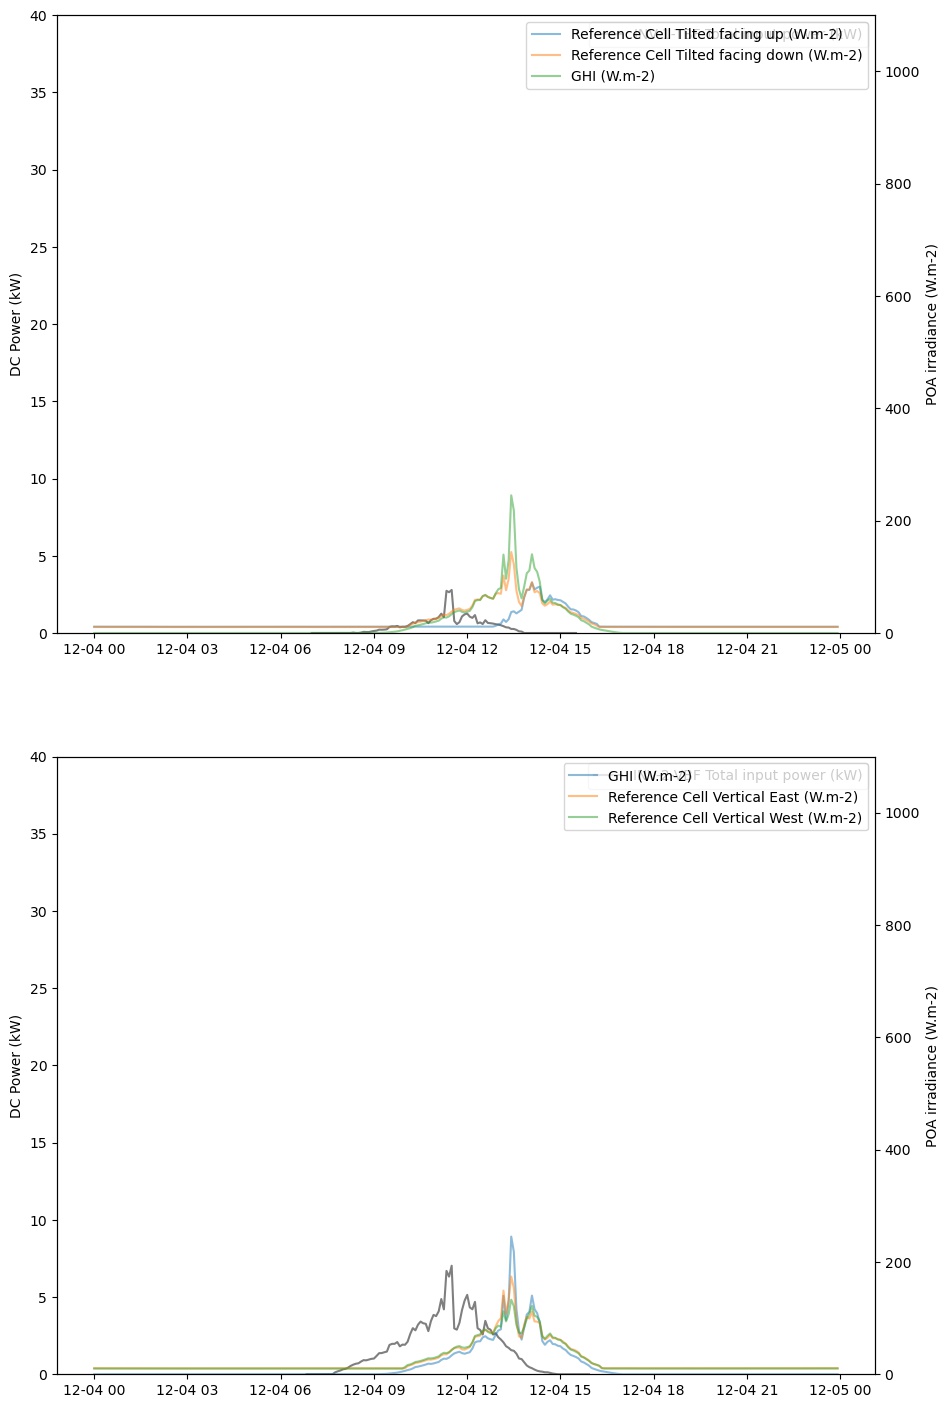 40
35
30
25
20
15
10
5
0
DC Power (kW)
Reference Cell Tilted facing up (W.m-2)
Reference Cell Tilted facing down (W.m-2)
GHI (W.m-2)
1000
800
600
400
200
0
POA irradiance (W.m-2)
12-04 00 12-04 03 12-04 06 12-04 09 12-04 12 12-04 15 12-04 18 12-04 21 12-05 00
40
35
30
25
20
15
10
5
0
DC Power (kW)
GHI (W.m-2)
Total input power (kW)
Reference Cell Vertical East (W.m-2)
Reference Cell Vertical West (W.m-2)
1000
800
600
400
200
0
POA irradiance (W.m-2)
12-04 00 12-04 03 12-04 06 12-04 09 12-04 12 12-04 15 12-04 18 12-04 21 12-05 00